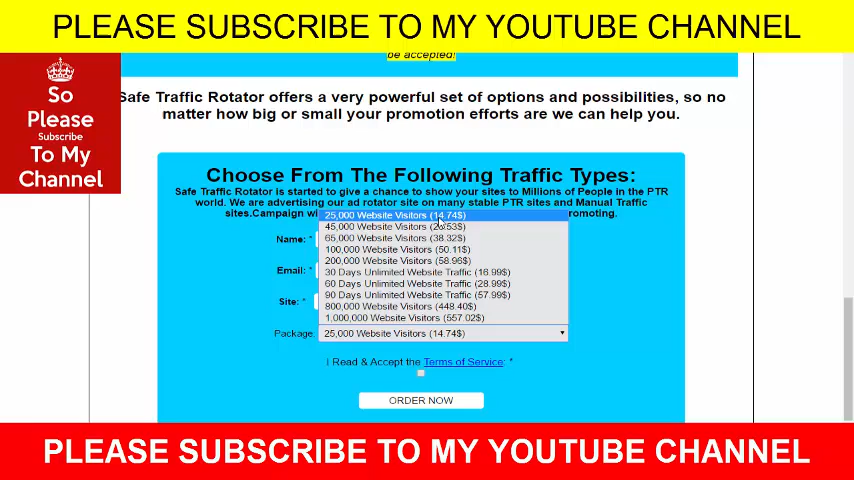 PLEASE SUBSCRIBE TO MY YOUTUBE CHANNEL
be accepted!
So
Please
Subscribe
To My
Channel
Safe Traffic Rotator offers a very powerful set of options and possibilities, so no
matter how big or small your promotion efforts are we can help you.
Choose From The Following Traffic Types:
Safe Traffic Rotator is started to give a chance to show your sites to Millions of People in the PTR
world. We are advertising our ad rotator site on many stable PTR sites and Manual Traffic
sites.Campaign wi
romoting.
25,000 Website Visitors (14.74$)
45,000 Website Visitors (2 .53$)
65,000 Website Visitors (38.32$)
100,000 Website Visitors (50.11$)
200,000 Website Visitors (58.96$)
30 Days Unlimited Website Traffic (16.99$)
60 Days Unlimited Website Traffic (28.99$)
90 Days Unlimited Website Traffic (57.99$)
800,000 Website Visitors (448.40$)
1,000,000 Website Visitors (557.02$)
Name: *
Email: *
Site: *
Package: 25,000 Website Visitors (14.74$)
I Read & Accept the Terms of Service: *
ORDER NOW
PLEASE SUBSCRIBE TO MY YOUTUBE CHANNEL